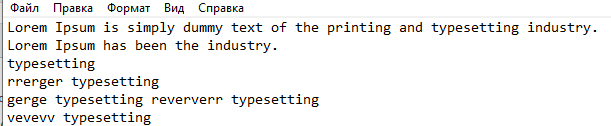 Файл Правка Формат Вид Справка
Lorem Ipsum is simply dummy text of the printing and typesetting industry.
Lorem Ipsum has been the industry.
typesetting
rrerger typesetting
gerge typesetting reververr typesetting
vevevv typesetting